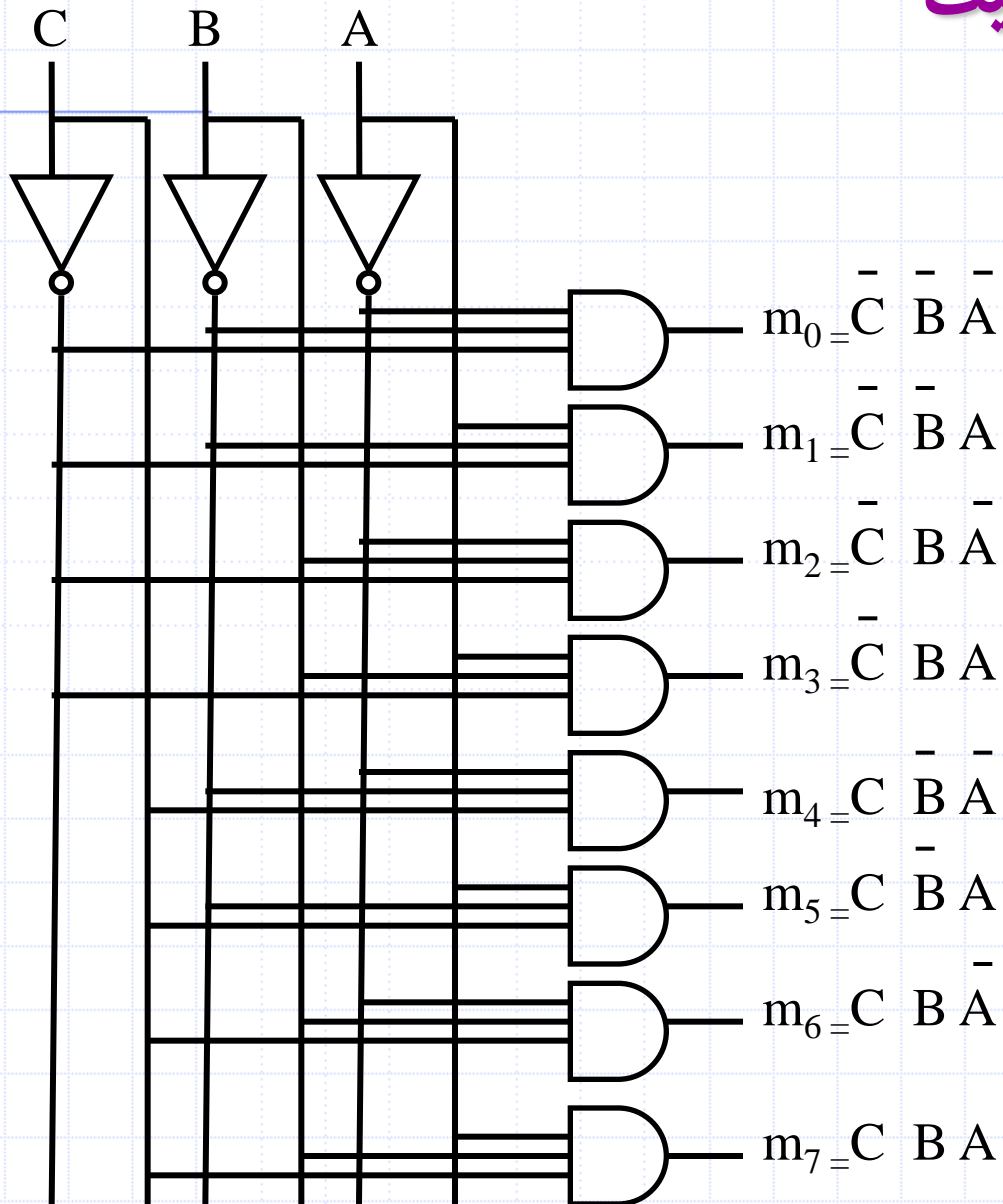 C B A
m₀ = C̅ B̅ A̅
m₁ = C̅ B̅ A
m₂ = C̅ B A̅
m₃ = C̅ B A
m₄ = C B̅ A̅
m₅ = C B̅ A
m₆ = C B A̅
m₇ = C B A